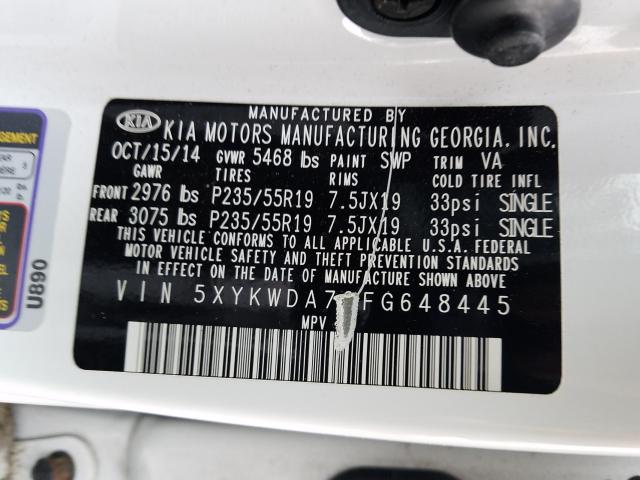 MANUFACTURED BY
KIA KIA MOTORS MANUFACTURING GEORGIA, INC.
OCT/15/14 GVWR 5468 lbs PAINT SWP TRIM VA
GAWR TIRES RIMS COLD TIRE INFL
FRONT 2976 lbs P235/55R19 7.5JX19 33psi SINGLE
REAR 3075 lbs P235/55R19 7.5JX19 33psi SINGLE
THIS VEHICLE CONFORMS TO ALL APPLICABLE U.S.A. FEDERAL
MOTOR VEHICLE SAFETY AND THEFT PREVENTION STANDARDS
IN EFFECT ON THE DATE OF MANUFACTURE SHOWN ABOVE
VIN
MPV
U890